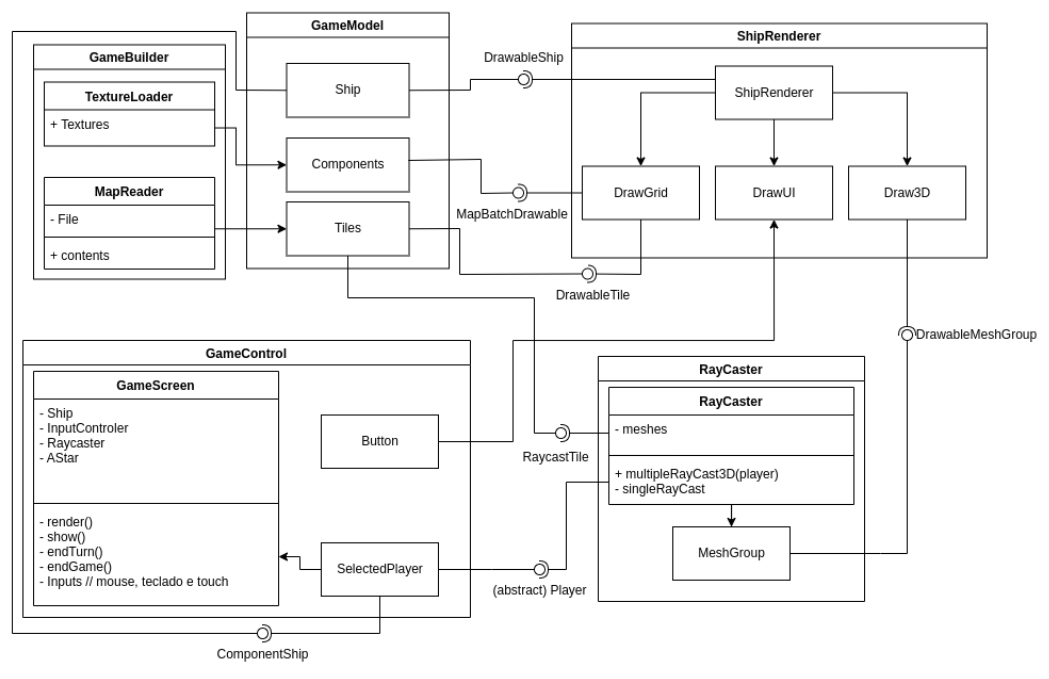 GameBuilder
TextureLoader
+ Textures
MapReader
- File
+ contents
GameModel
Ship
Components
Tiles
DrawableShip
MapBatchDrawable
DrawableTile
ShipRenderer
ShipRenderer
DrawGrid
DrawUI
Draw3D
DrawableMeshGroup
GameControl
GameScreen
- Ship
- InputControler
- Raycaster
- AStar
- render()
- show()
- endTurn()
- endGame()
- Inputs // mouse, teclado e touch
Button
SelectedPlayer
RaycastTile
(abstract) Player
ComponentShip
RayCaster
RayCaster
- meshes
+ multipleRayCast3D(player)
- singleRayCast
MeshGroup